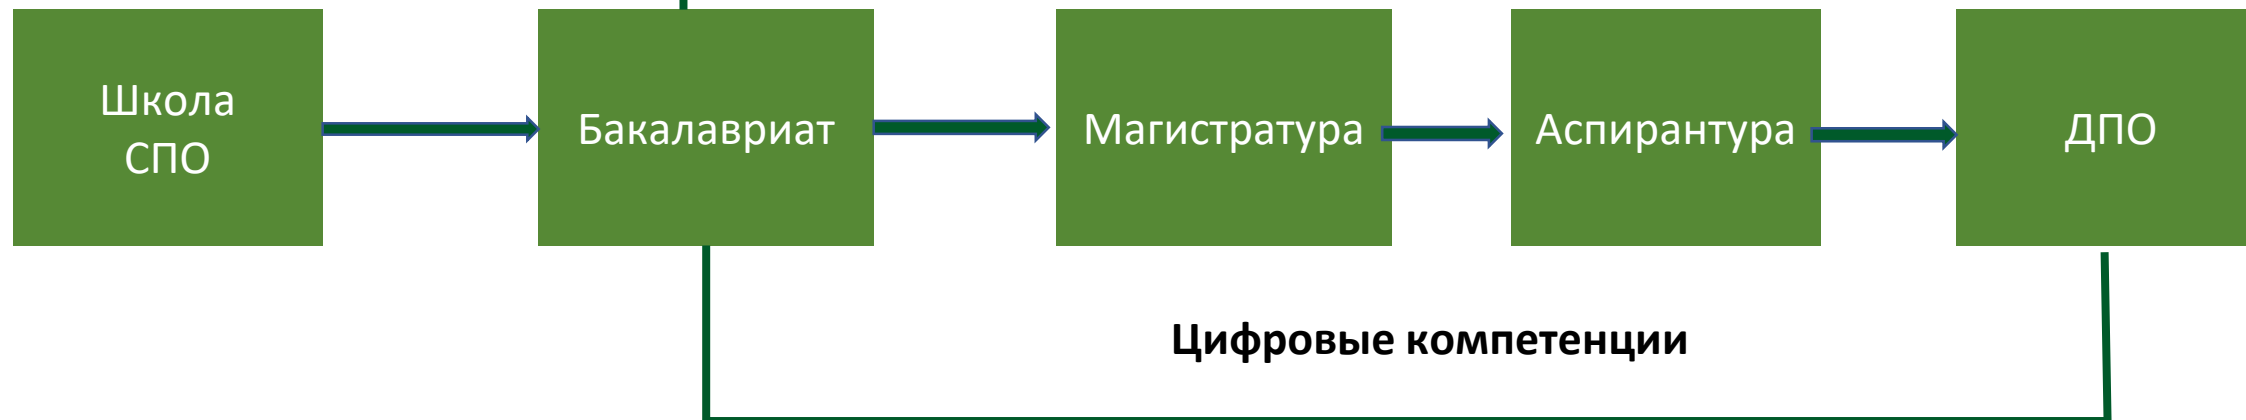 Школа
СПО
Бакалавриат
Магистратура
Аспирантура
ДПО
Цифровые компетенции